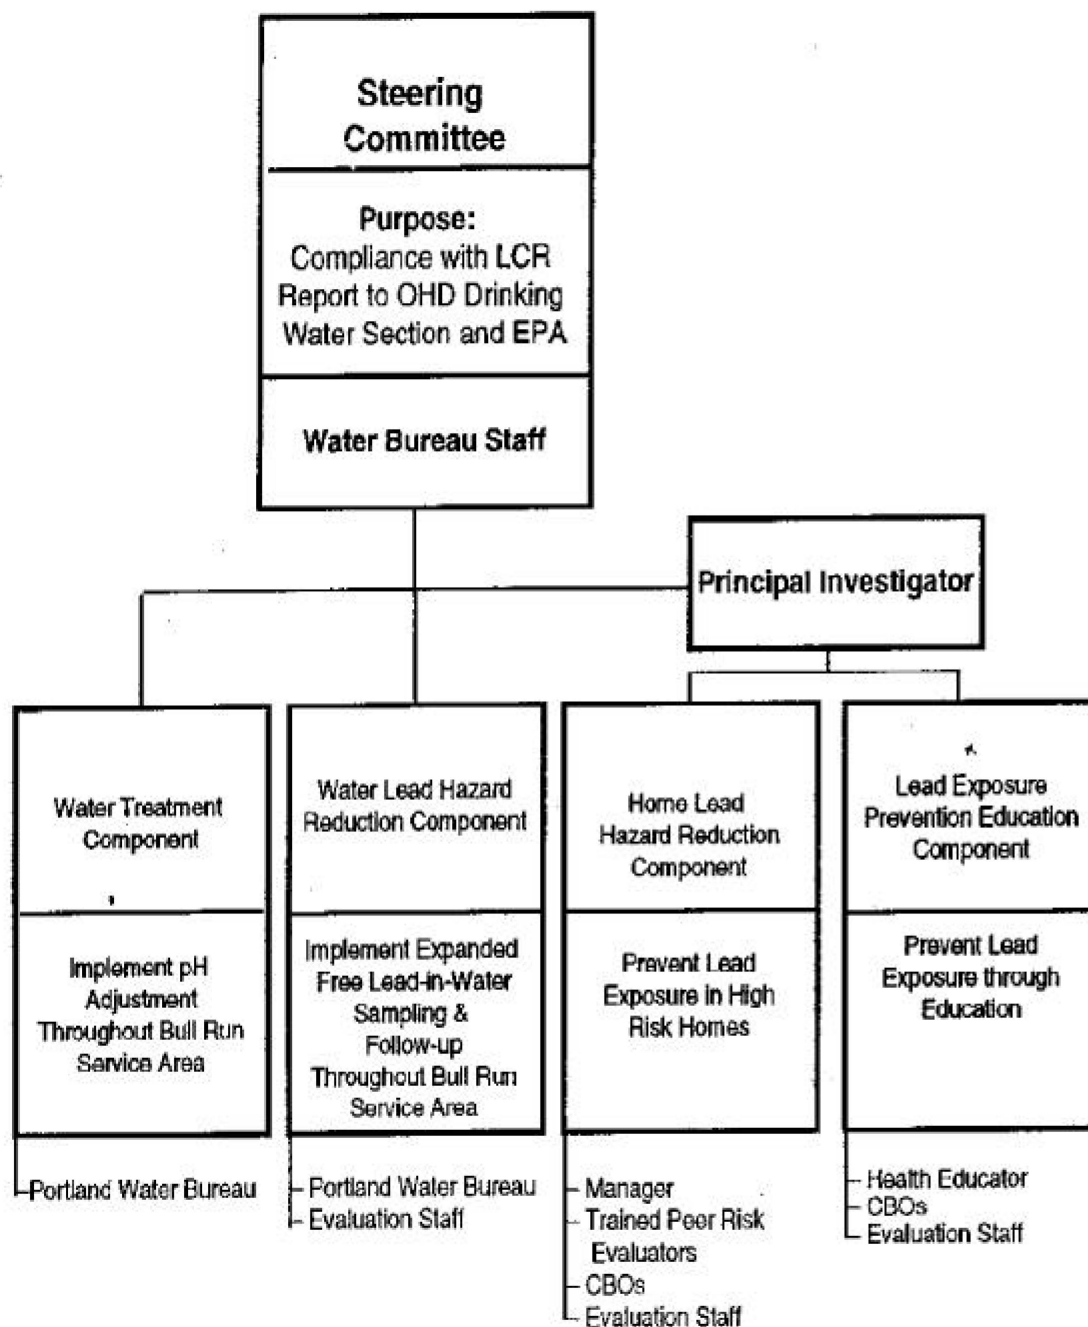 Steering
Committee
Purpose:
Compliance with LCR
Report to OHD Drinking
Water Section and EPA
Water Bureau Staff
Principal Investigator
Water Treatment
Component
Implement pH
Adjustment
Throughout Bull Run
Service Area
Portland Water Bureau
Water Lead Hazard
Reduction Component
Implement Expanded
Free Lead-in-Water
Sampling &
Follow-up
Throughout Bull Run
Service Area
Portland Water Bureau
Evaluation Staff
Home Lead
Hazard Reduction
Component
Prevent Lead
Exposure in High
Risk Homes
Manager
Trained Peer Risk
Evaluators
CBOs
Evaluation Staff
Lead Exposure
Prevention Education
Component
Prevent Lead
Exposure through
Education
Health Educator
CBOs
Evaluation Staff